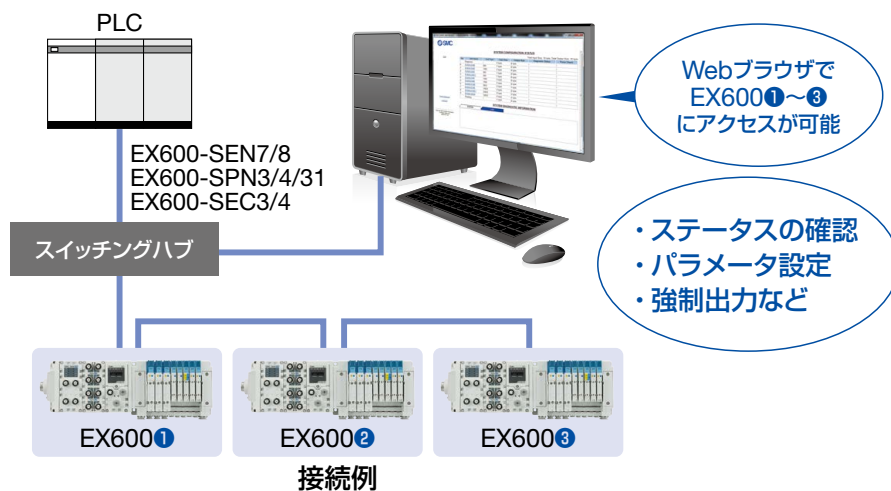 PLC
SMC
Webブラウザで
EX600❶～❸
にアクセスが可能
EX600-SEN7/8
EX600-SPN3/4/31
EX600-SEC3/4
スイッチングハブ
・ステータスの確認
・パラメータ設定
・強制出力など
EX600❶
EX600❷
EX600❸
接続例